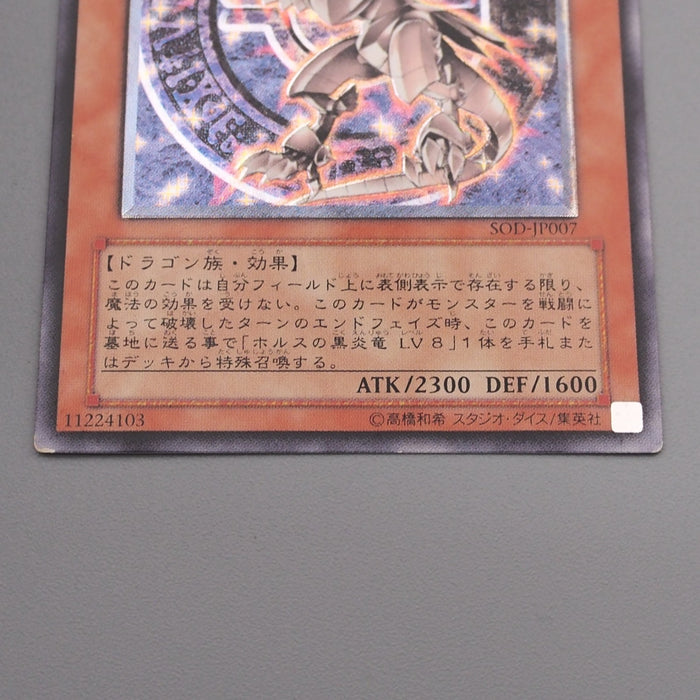 SOD-JP007
【ドラゴン族・効果】
このカードは自分フィールド上に表側表示で存在する限り、
魔法の効果を受けない。このカードがモンスターを戦闘に
よって破壊したターンのエンドフェイズ時、このカードを
墓地に送る事で「ホルスの黒炎竜 LV8」1体を手札また
はデッキから特殊召喚する。
ATK/2300 DEF/1600
11224103 ©高橋和希 スタジオ・ダイス/集英社